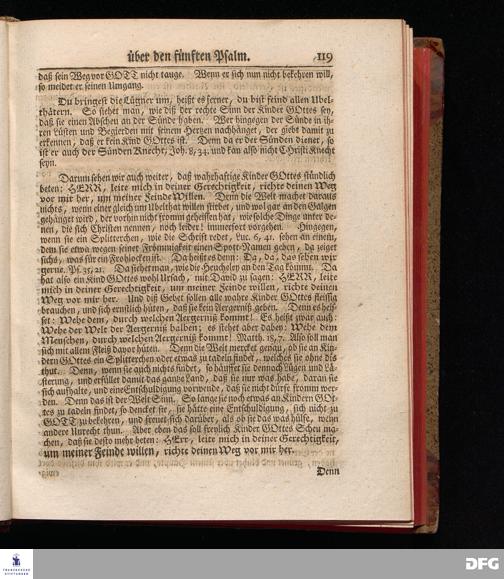 über den fünften Psalm. 119
daß sein Weg vor GOTT nicht tauge. Wenn er sich nun nicht bekehren will,
so meidet er seinen Umgang.
Du bringest die Lügner um, heißt es ferner, du bist feind allen Übel-
thätern. So siehet man, wie diß der rechte Sinn der Kinder GOttes sey,
daß sie einen Abscheu an der Sünde haben. Wer hingegen der Sünde in ih-
ren Lüsten und Begierden mit seinem Hertzen nachhänget, der giebt damit zu
erkennen, daß er kein Kind GOttes ist. Denn da er der Sünden dienet, so
ist er auch der Sünden Knecht, Joh. 8, 34. und kan also nicht Christi Knecht
seyn.
Darum sehen wir auch weiter, daß wahrhaftige Kinder GOttes ständlich
beten: HERR, leite mich in deiner Gerechtigkeit, richte deinen Weg
vor mir her, um meiner Feinde Willen. Denn die Welt machet daraus
nichts, wenn einer gleich um Übelthat willen stirbet, und wol gar an den Galgen
gehänget wird, der vorhin nicht fromm geheissen hat, wie solche Dinge unter de-
nen, die sich Christen nennen, noch leider! immerfort vorgehen. Hingegen,
wenn sie ein Splitterchen, wie die Schrift redet, Luc. 6, 41. sehen an einem,
dem sie etwa wegen seiner Frömmigkeit einen Spott-Namen geben, da zeiget
sichs, was für ein Frohlocken ist. Da heißt es denn: Da, da, das sehen wir
gerne. Ps. 35, 21. Da siehet man, wie die Heucheley an den Tag kömmt. Da
hat also ein Kind GOttes wohl Ursach, mit David zu sagen: HERR, leite
mich in deiner Gerechtigkeit, um meiner Feinde willen, richte deinen
Weg vor mir her. Und diß Gebet sollen alle wahre Kinder GOttes fleissig
brauchen, und sich ernstlich hüten, daß sie kein Aergerniß geben. Denn es heis-
set: Wehe dem, durch welchen Aergerniß kommt! Es heißt zwar auch:
Wehe der Welt der Aergerniß halben; es stehet aber dabey: Wehe dem
Menschen, durch welchen Aergerniß kommt! Matth. 18, 7. Also soll man
sich mit allem Fleiß davor hüten. Denn die Welt mercket genau, ob sie an Kin-
dern GOttes ein Splitterchen oder etwas zu tadeln findet, welches sie ohne diß
thut. Denn, wenn sie auch nichts findet, so häuffet sie dennoch Lügen und Lä-
sterung, und erfüllet damit das gantze Land, daß sie nur was habe, daran sie
sich aufhalte, und eine Entschuldigung vorwende, daß sie nicht dürfe fromm wer-
den. Denn das ist der Welt Sinn. So lange sie noch etwas an Kindern GOt-
tes zu tadeln findet, so dencket sie, sie hätte eine Entschuldigung, sich nicht zu
GOTT zu bekehren, und freuet sich darüber, als ob sie das was hülfe, wenn
andere Unrecht thun. Aber eben das soll freylich Kinder GOttes Scheu ma-
chen, daß sie desto mehr beten: HErr, leite mich in deiner Gerechtigkeit,
um meiner Feinde willen, richte deinen Weg vor mir her.
Denn
FRANCKESCHE
STIFTUNGEN
DFG